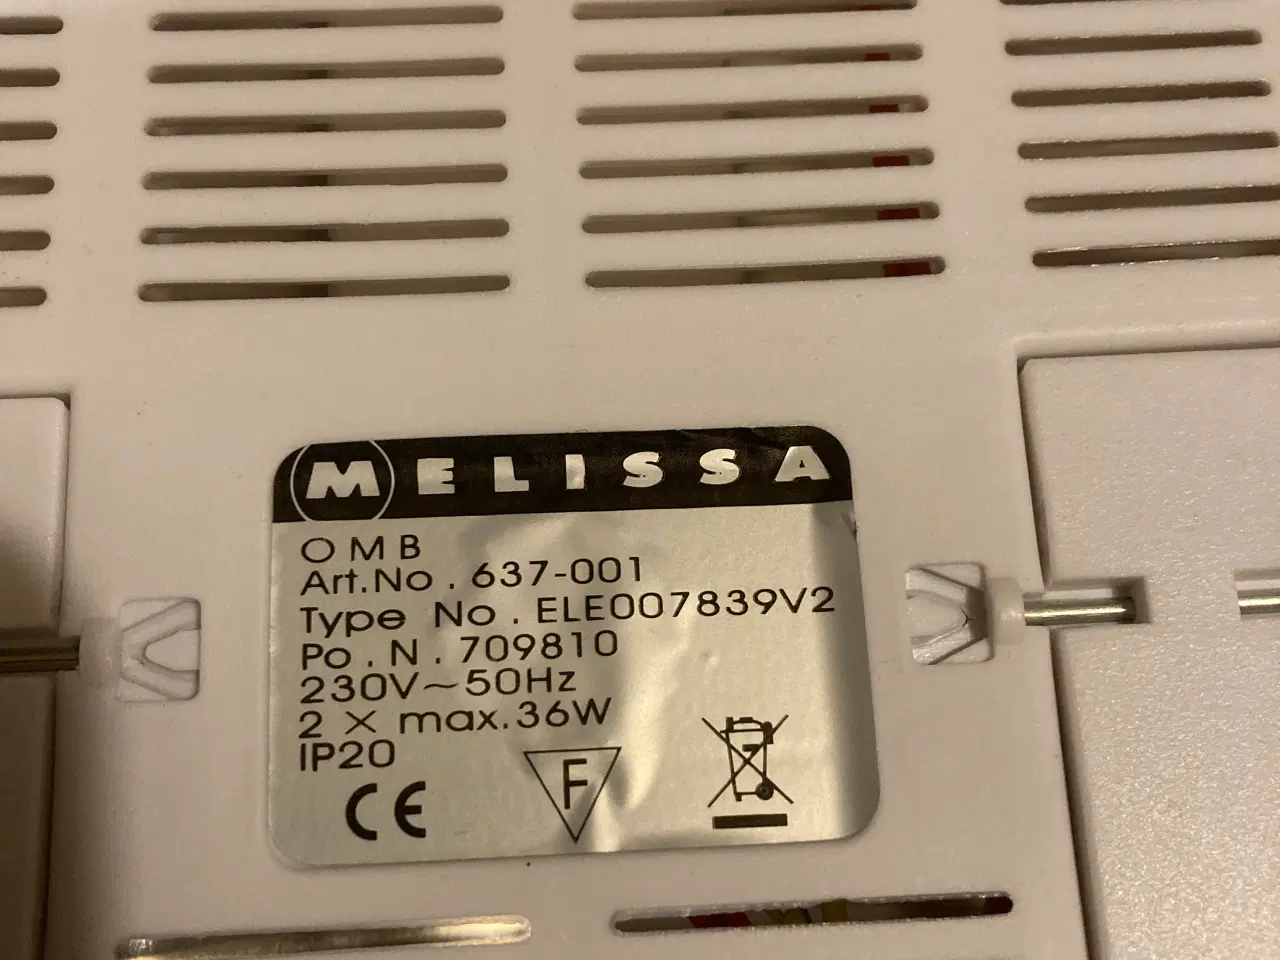 MELISSA
OMB
Art.No. 637-001
Type No. ELE007839V2
Po.N. 709810
230V~50Hz
2 X max.36W
IP20
CE F